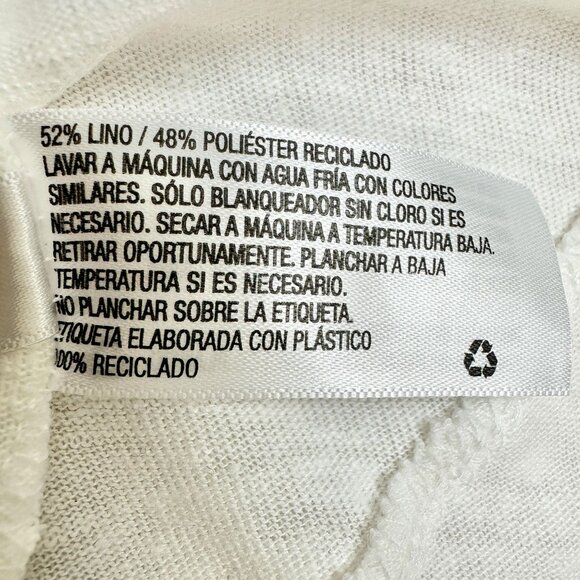 52% LINO / 48% POLIÉSTER RECICLADO
LAVAR A MÁQUINA CON AGUA FRÍA CON COLORES
SIMILARES. SÓLO BLANQUEADOR SIN CLORO SI ES
NECESARIO. SECAR A MÁQUINA A TEMPERATURA BAJA.
RETIRAR OPORTUNAMENTE. PLANCHAR A BAJA
TEMPERATURA SI ES NECESARIO.
NO PLANCHAR SOBRE LA ETIQUETA.
ETIQUETA ELABORADA CON PLÁSTICO
100% RECICLADO